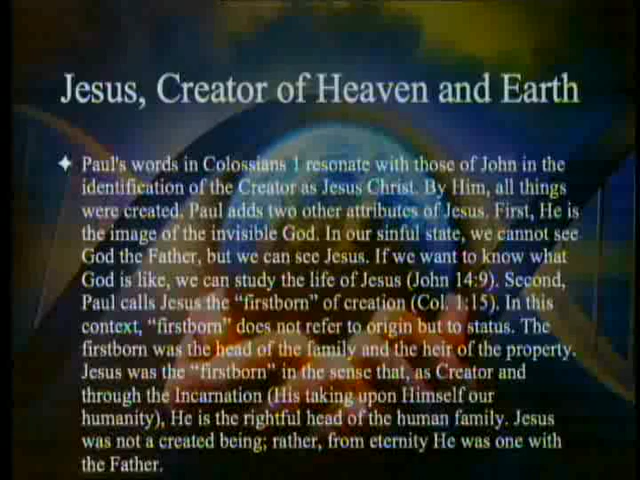 Jesus, Creator of Heaven and Earth
Paul's words in Colossians 1 resonate with those of John in the
identification of the Creator as Jesus Christ. By Him, all things
were created. Paul adds two other attributes of Jesus. First, He is
the image of the invisible God. In our sinful state, we cannot see
God the Father, but we can see Jesus. If we want to know what
God is like, we can study the life of Jesus (John 14:9). Second,
Paul calls Jesus the “firstborn” of creation (Col. 1:15). In this
context, “firstborn” does not refer to origin but to status. The
firstborn was the head of the family and the heir of the property.
Jesus was the “firstborn” in the sense that, as Creator and
through the Incarnation (His taking upon Himself our
humanity), He is the rightful head of the human family. Jesus
was not a created being; rather, from eternity He was one with
the Father.